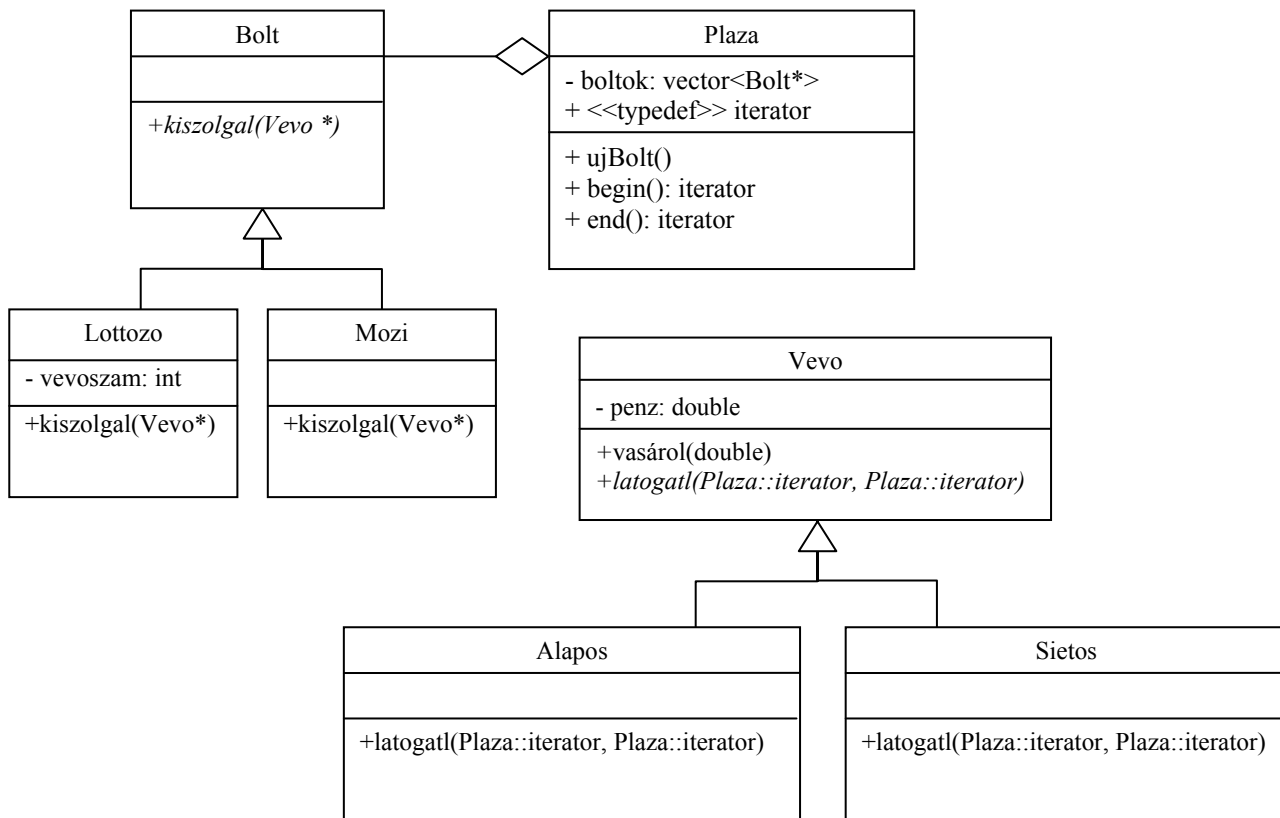 Bolt
+kiszolgal(Vevo *)
Plaza
- boltok: vector<Bolt*>
+ <<typedef>> iterator
+ ujBolt()
+ begin(): iterator
+ end(): iterator
Lottozo
- vevoszam: int
+kiszolgal(Vevo*)
Mozi
+kiszolgal(Vevo*)
Vevo
- penz: double
+vasárol(double)
+latogatl(Plaza::iterator, Plaza::iterator)
Alapos
+latogatl(Plaza::iterator, Plaza::iterator)
Sietos
+latogatl(Plaza::iterator, Plaza::iterator)